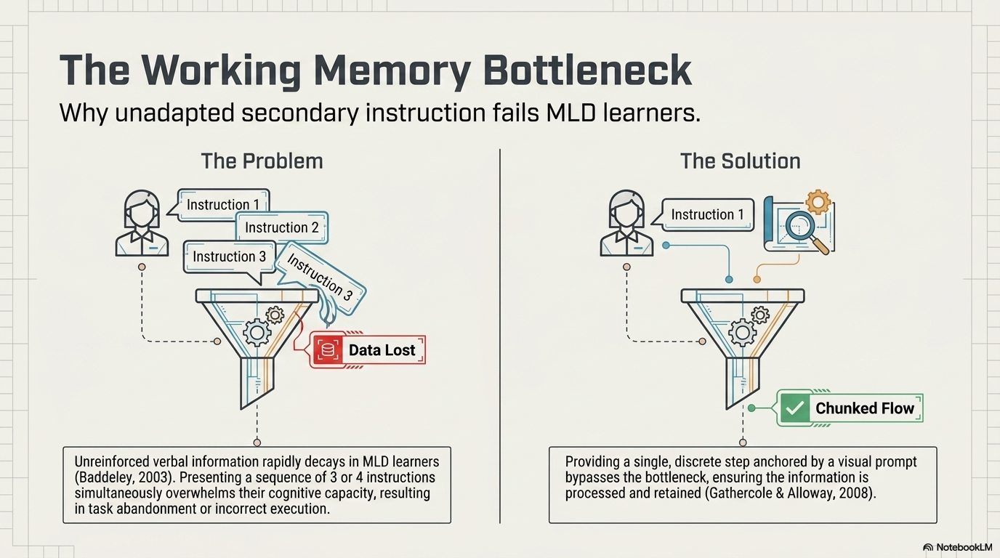 The Working Memory Bottleneck
Why unadapted secondary instruction fails MLD learners.
The Problem
Instruction 1
Instruction 2
Instruction 3
Instruction 3
Data Lost
Unreinforced verbal information rapidly decays in MLD learners
(Baddeley, 2003). Presenting a sequence of 3 or 4 instructions
simultaneously overwhelms their cognitive capacity, resulting
in task abandonment or incorrect execution.
The Solution
Instruction 1
Chunked Flow
Providing a single, discrete step anchored by a visual prompt
bypasses the bottleneck, ensuring the information is
processed and retained (Gathercole & Alloway, 2008).
NotebookLM